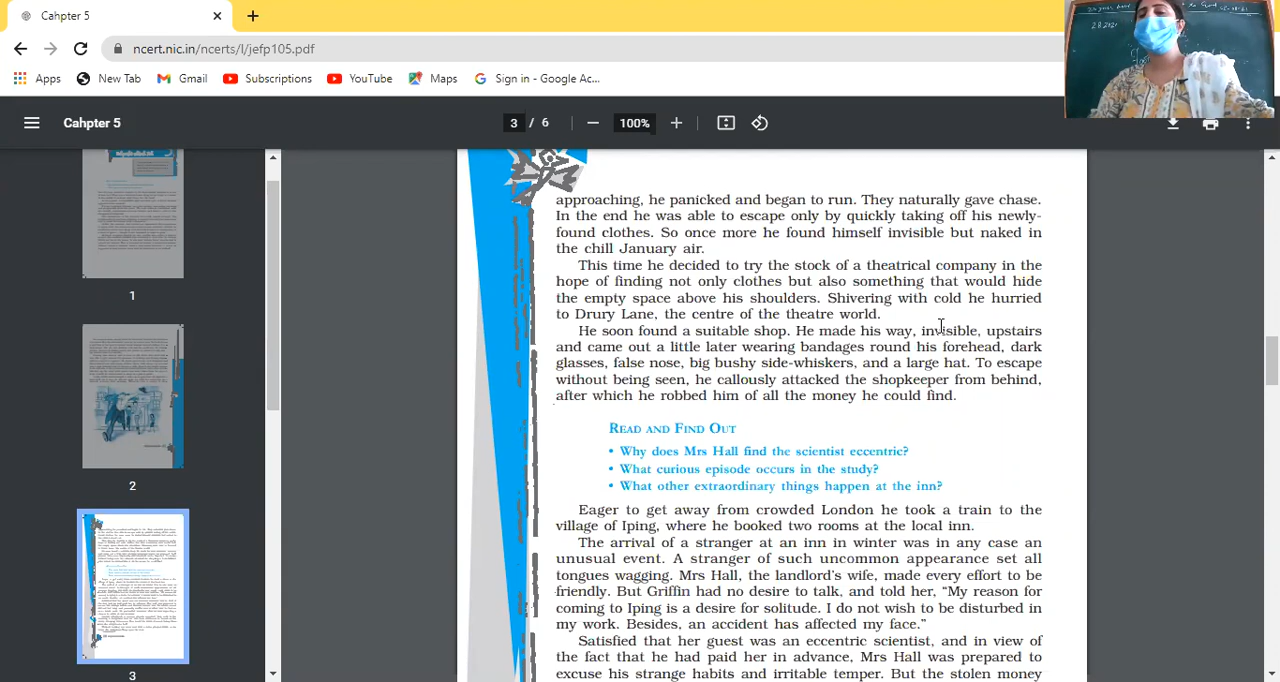 Cahpter 5
ncert.nic.in/ncerts/l/jefp105.pdf
Apps New Tab Gmail Subscriptions YouTube Maps Sign in - Google Ac...
Cahpter 5
3 / 6 100%
approaching, he panicked and began to run. They naturally gave chase.
In the end he was able to escape only by quickly taking off his newly-
found clothes. So once more he found himself invisible but naked in
the chill January air.
This time he decided to try the stock of a theatrical company in the
hope of finding not only clothes but also something that would hide
the empty space above his shoulders. Shivering with cold he hurried
to Drury Lane, the centre of the theatre world.
He soon found a suitable shop. He made his way, invisible, upstairs
and came out a little later wearing bandages round his forehead, dark
glasses, false nose, big bushy side-whiskers, and a large hat. To escape
without being seen, he callously attacked the shopkeeper from behind,
after which he robbed him of all the money he could find.
READ AND FIND OUT
• Why does Mrs Hall find the scientist eccentric?
• What curious episode occurs in the study?
• What other extraordinary things happen at the inn?
Eager to get away from crowded London he took a train to the
village of Iping, where he booked two rooms at the local inn.
The arrival of a stranger at an inn in winter was in any case an
unusual event. A stranger of such uncommon appearance set all
tongues wagging. Mrs Hall, the landlord's wife, made every effort to be
friendly. But Griffin had no desire to talk, and told her, “My reason for
coming to Iping is a desire for solitude. I do not wish to be disturbed in
my work. Besides, an accident has affected my face.”
Satisfied that her guest was an eccentric scientist, and in view of
the fact that he had paid her in advance, Mrs Hall was prepared to
excuse his strange habits and irritable temper. But the stolen money
1
2
3